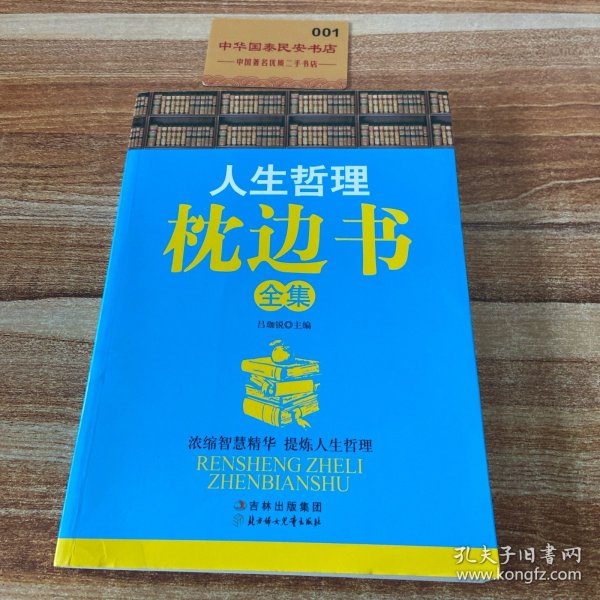 001
中华国泰民安书店
中国著名优质二手书店
人生哲理
枕边书
全集
吕珈锐◎主编
浓缩智慧精华 提炼人生哲理
RENSHENG ZHELI
ZHENBIANSHU
吉林出版集团
北方妇女儿童出版社
孔夫子旧书网
www.kongfz.com